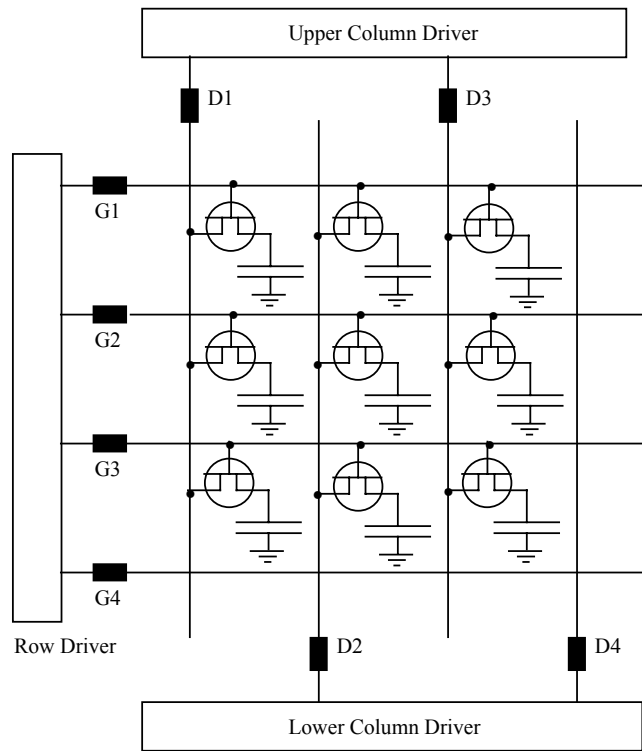 Upper Column Driver
D1
D3
G1
G2
G3
G4
Row Driver
D2
D4
Lower Column Driver